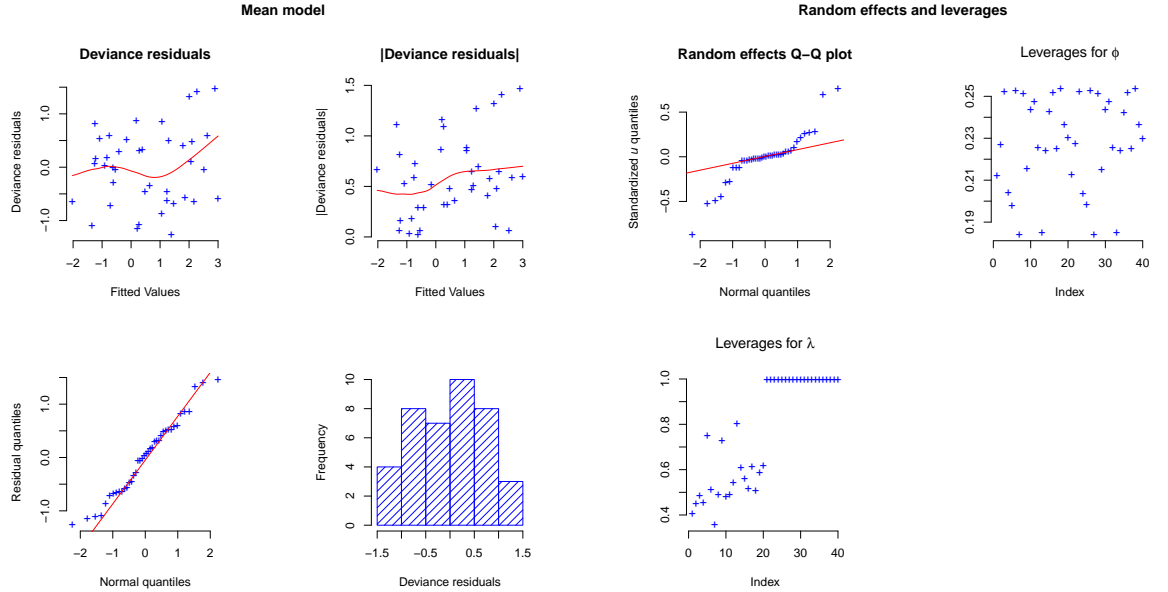 Mean model
Random effects and leverages
Deviance residuals
|Deviance residuals|
Random effects Q−Q plot
Leverages for ϕ
Deviance residuals
1.0
0.0
−1.0
−2 −1 0 1 2 3
Fitted Values
|Deviance residuals|
1.5
1.0
0.5
0.0
−2 −1 0 1 2 3
Fitted Values
Standardized u quantiles
0.5
0.0
−0.5
−2 −1 0 1 2
Normal quantiles
0.25
0.23
0.21
0.19
0 10 20 30 40
Index
Leverages for λ
Residual quantiles
1.0
0.0
−1.0
−2 −1 0 1 2
Normal quantiles
Frequency
10
8
6
4
2
0
−1.5 −0.5 0.5 1.5
Deviance residuals
1.0
0.8
0.6
0.4
0 10 20 30 40
Index